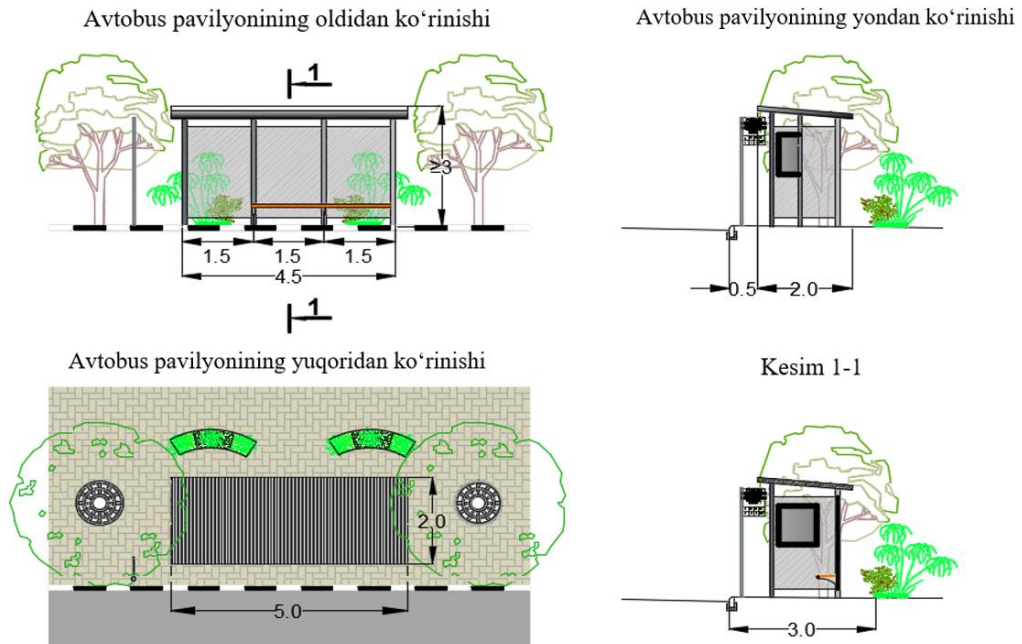 Avtobus pavilyonining oldidan ko‘rinishi
Avtobus pavilyonining yondan ko‘rinishi
1
≥3
1.5 1.5 1.5
4.5
0.5 2.0
1
Avtobus pavilyonining yuqoridan ko‘rinishi
Kesim 1-1
2.0
5.0
3.0